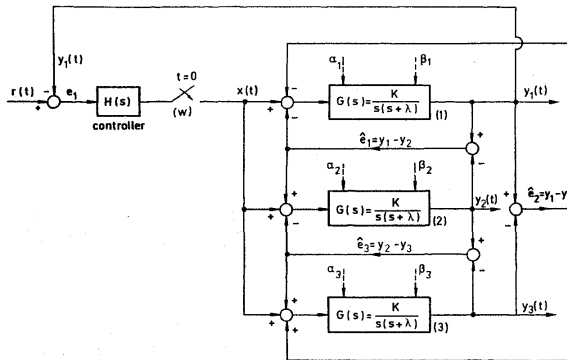 y₁(t)
r(t)
e₁
H(s)
controller
t=0
(w)
x(t)
α₁
β₁
G(s)=K/s(s+λ)
(1)
y₁(t)
ê₁=y₁-y₂
α₂
β₂
G(s)=K/s(s+λ)
(2)
y₂(t)
ê₂=y₁-y
ê₃=y₂-y₃
α₃
β₃
G(s)=K/s(s+λ)
(3)
y₃(t)
+
-
+
-
-
+
-
+
+
-
+
+
+
+
-
+
-
+
-